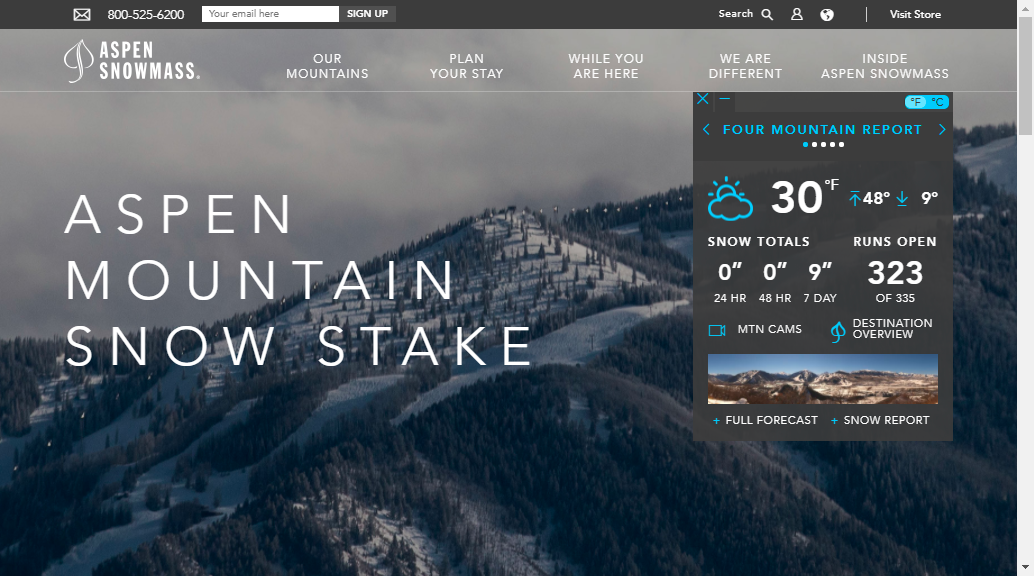 800-525-6200
Your email here
SIGN UP
Search
Visit Store
ASPEN
SNOWMASS.
OUR
MOUNTAINS
PLAN
YOUR STAY
WHILE YOU
ARE HERE
WE ARE
DIFFERENT
INSIDE
ASPEN SNOWMASS
°F °C
FOUR MOUNTAIN REPORT
30°F 48° 9°
SNOW TOTALS
RUNS OPEN
0” 0” 9”
323
24 HR 48 HR 7 DAY
OF 335
MTN CAMS
DESTINATION
OVERVIEW
+ FULL FORECAST + SNOW REPORT
ASPEN
MOUNTAIN
SNOW STAKE